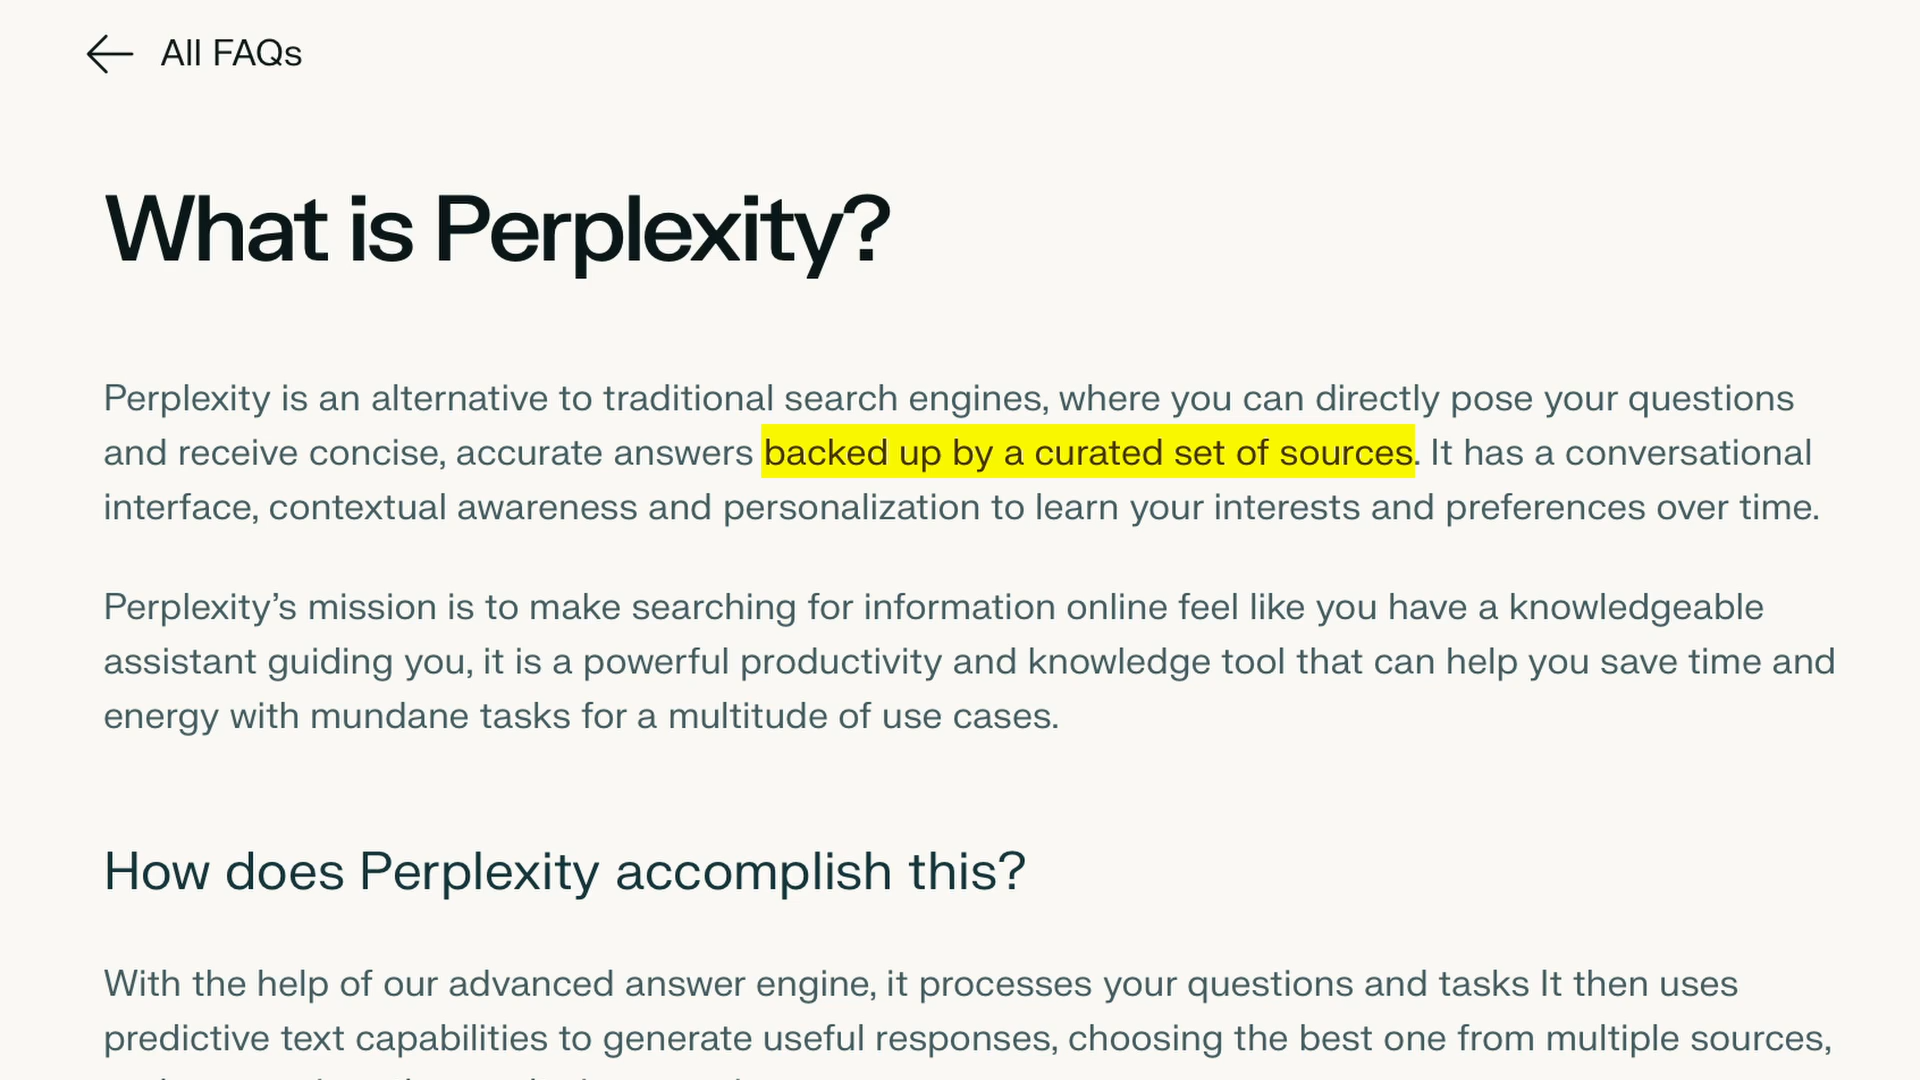 All FAQs
What is Perplexity?
Perplexity is an alternative to traditional search engines, where you can directly pose your questions
and receive concise, accurate answers backed up by a curated set of sources. It has a conversational
interface, contextual awareness and personalization to learn your interests and preferences over time.
Perplexity’s mission is to make searching for information online feel like you have a knowledgeable
assistant guiding you, it is a powerful productivity and knowledge tool that can help you save time and
energy with mundane tasks for a multitude of use cases.
How does Perplexity accomplish this?
With the help of our advanced answer engine, it processes your questions and tasks It then uses
predictive text capabilities to generate useful responses, choosing the best one from multiple sources,